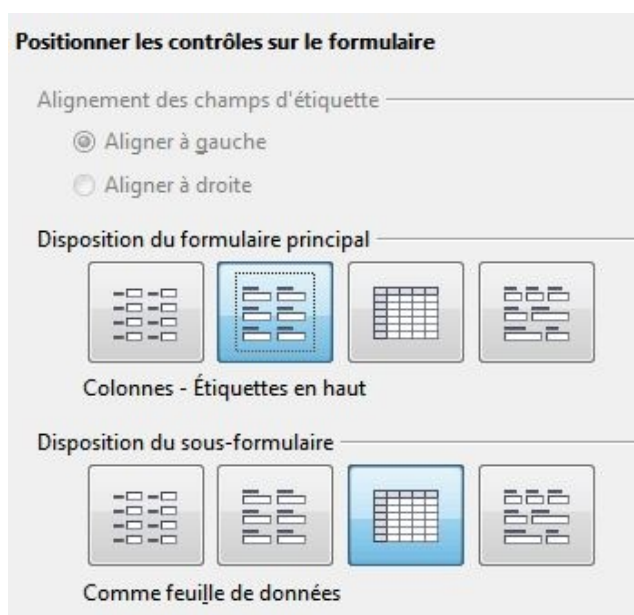 Positionner les contrôles sur le formulaire
Alignement des champs d'étiquette
Aligner à gauche
Aligner à droite
Disposition du formulaire principal
Colonnes - Étiquettes en haut
Disposition du sous-formulaire
Comme feuille de données